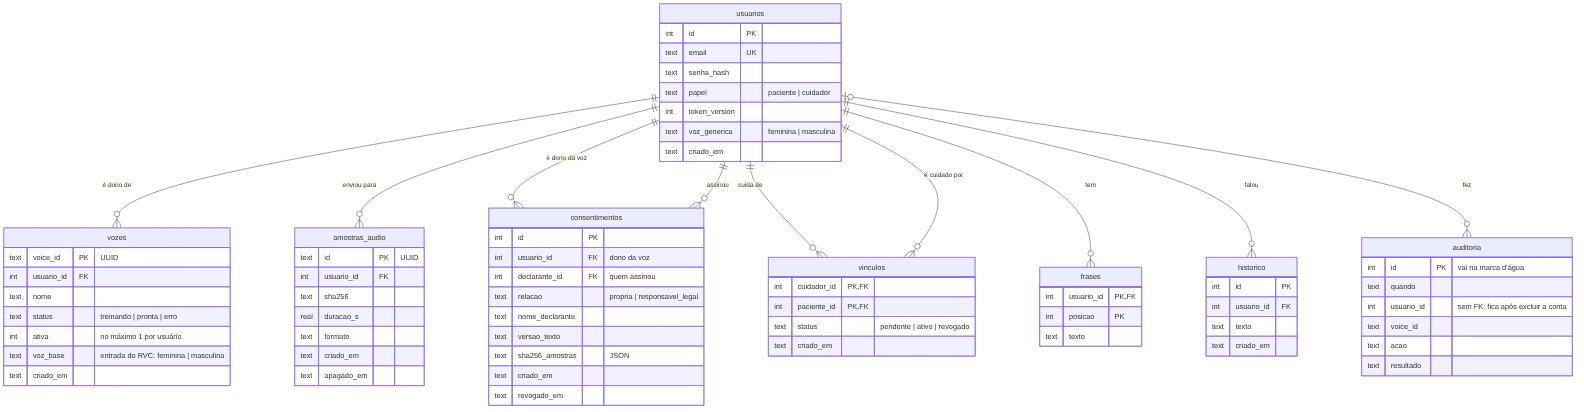 usuarios
int id PK
text email UK
text senha_hash
text papel paciente | cuidador
int token_version
text voz_generica feminina | masculina
text criado_em
é dono de
enviou para
é dono da voz
assinou
cuida de
é cuidado por
tem
falou
fez
vozes
text voice_id PK UUID
int usuario_id FK
text nome
text status treinando | pronta | erro
int ativa no máximo 1 por usuário
text voz_base entrada do RVC: feminina | masculina
text criado_em
amostras_audio
text id PK UUID
int usuario_id FK
text sha256
real duracao_s
text formato
text criado_em
text apagado_em
consentimentos
int id PK
int usuario_id FK dono da voz
int declarante_id FK quem assinou
text relacao propria | responsavel_legal
text nome_declarante
text versao_texto
text sha256_amostras JSON
text criado_em
text revogado_em
vinculos
int cuidador_id PK,FK
int paciente_id PK,FK
text status pendente | ativo | revogado
text criado_em
frases
int usuario_id PK,FK
int posicao PK
text texto
historico
int id PK
int usuario_id FK
text texto
text criado_em
auditoria
int id PK vai na marca d'água
text quando
int usuario_id sem FK: fica após excluir a conta
text voice_id
text acao
text resultado